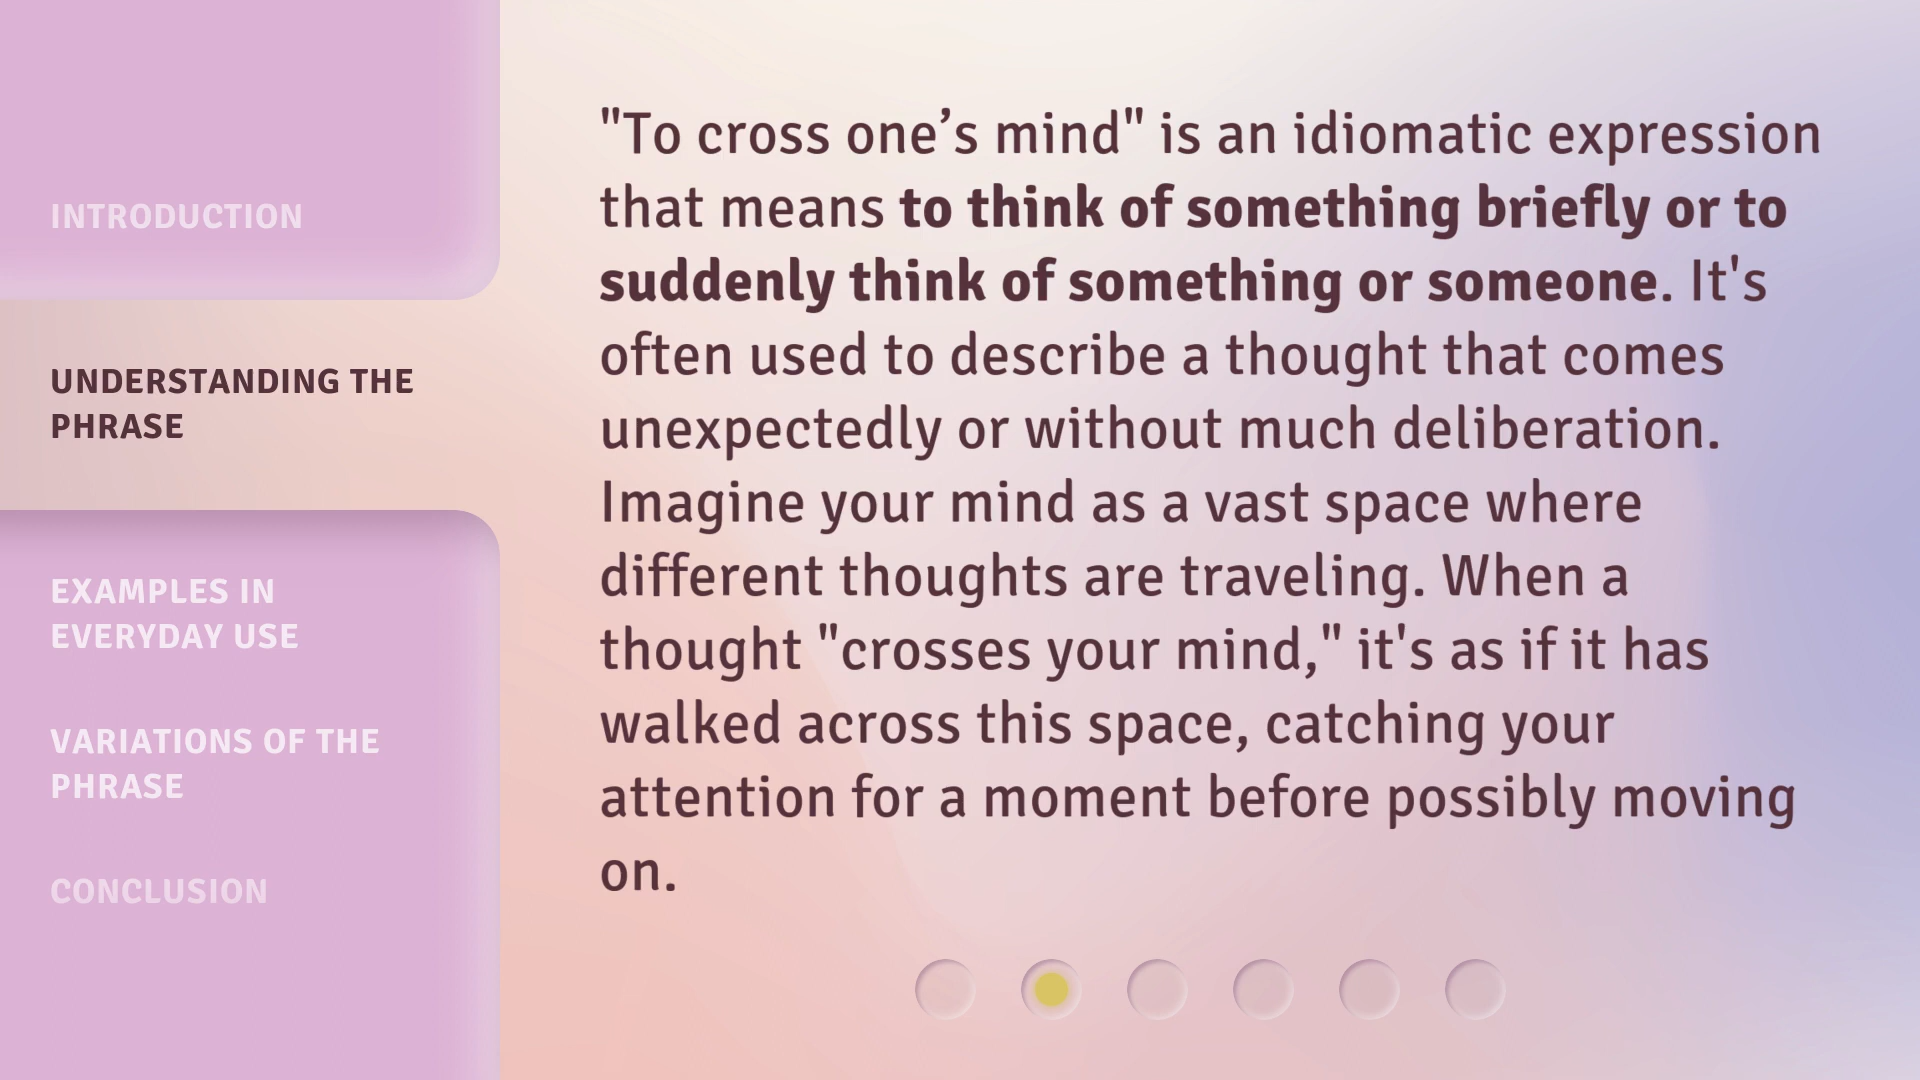 INTRODUCTION
UNDERSTANDING THE
PHRASE
EXAMPLES IN
EVERYDAY USE
VARIATIONS OF THE
PHRASE
CONCLUSION
"To cross one’s mind" is an idiomatic expression
that means to think of something briefly or to
suddenly think of something or someone. It's
often used to describe a thought that comes
unexpectedly or without much deliberation.
Imagine your mind as a vast space where
different thoughts are traveling. When a
thought "crosses your mind," it's as if it has
walked across this space, catching your
attention for a moment before possibly moving
on.